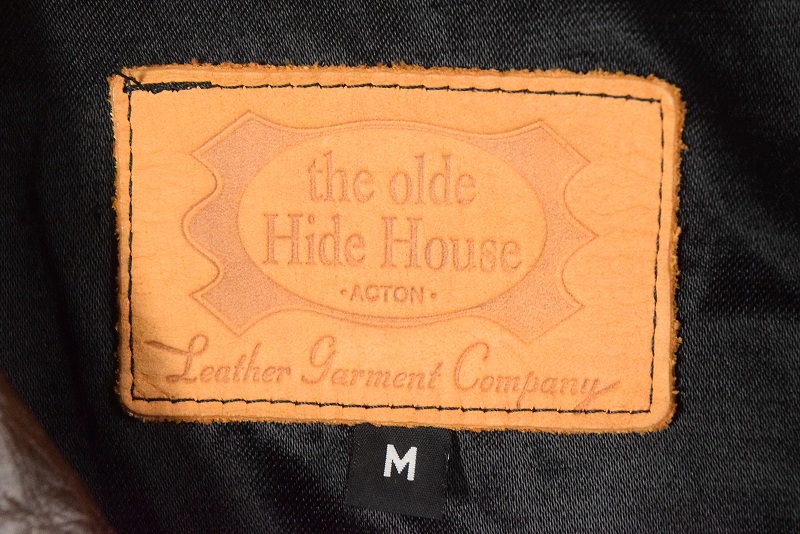 the olde
Hide House
·ACTON·
Leather Garment Company
M